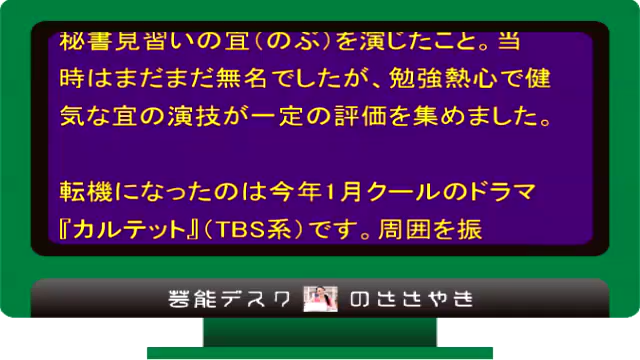 秘書見習いの宜（のぶ）を演じたこと。当
時はまだまだ無名でしたが、勉強熱心で健
気な宜の演技が一定の評価を集めました。
転機になったのは今年1月クールのドラマ
『カルテット』（TBS系）です。周囲を振
芸能デスクのささやき